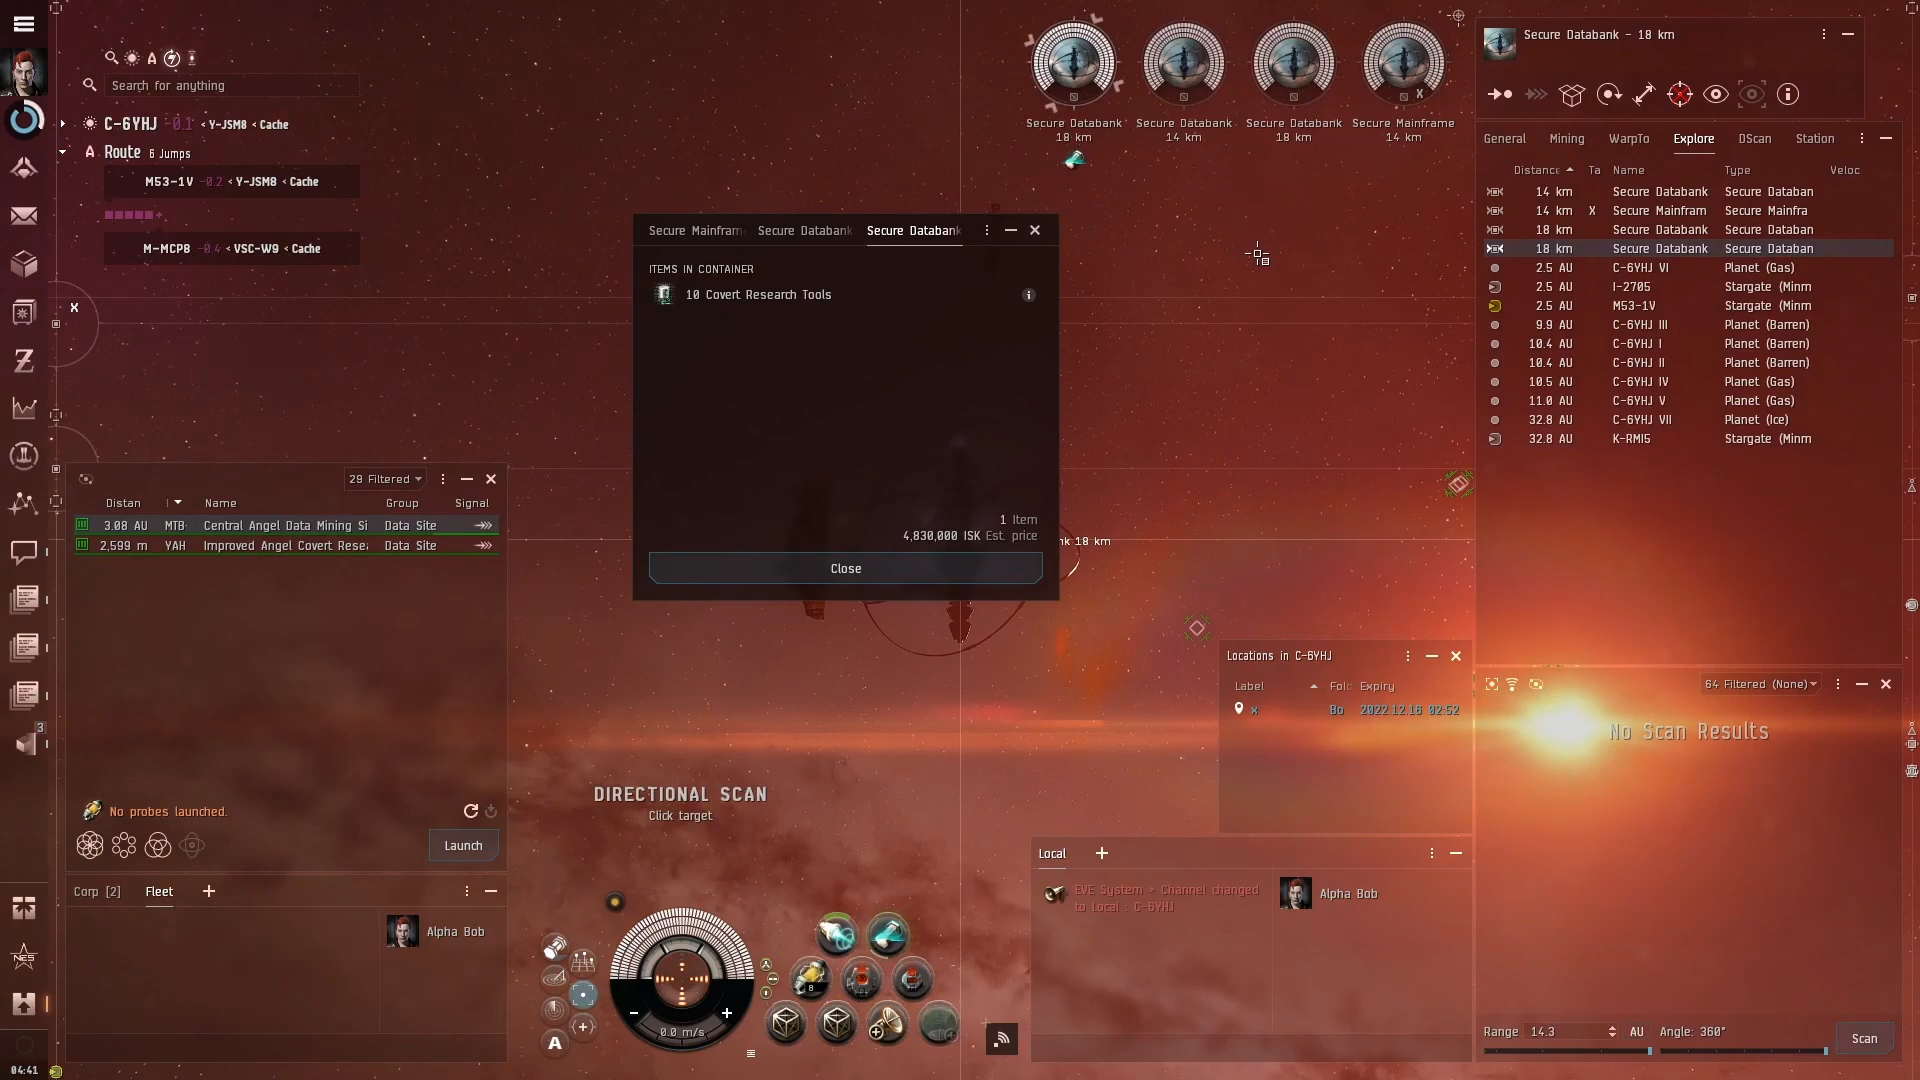 Search for anything
C-6YHJ -0.1 < Y-JSM8 < Cache
A Route 6 Jumps
M53-1V -0.2 < Y-JSM8 < Cache
M-MCP8 -0.4 < VSC-W9 < Cache
X
Secure Databank
18 km
Secure Databank
14 km
Secure Databank
18 km
Secure Mainframe
14 km
X
Secure Databank - 18 km
General Mining WarpTo Explore DScan Station
Distance Ta Name Type Veloc
14 km Secure Databank Secure Databan
14 km X Secure Mainfram Secure Mainfra
18 km Secure Databank Secure Databan
18 km Secure Databank Secure Databan
2.5 AU C-6YHJ VI Planet (Gas)
2.5 AU I-2705 Stargate (Minm
2.5 AU M53-1V Stargate (Minm
9.9 AU C-6YHJ III Planet (Barren)
10.4 AU C-6YHJ I Planet (Barren)
10.4 AU C-6YHJ II Planet (Barren)
10.5 AU C-6YHJ IV Planet (Gas)
11.0 AU C-6YHJ V Planet (Gas)
32.8 AU C-6YHJ VII Planet (Ice)
32.8 AU K-RMI5 Stargate (Minm
Secure Mainfram Secure Databank Secure Databank
ITEMS IN CONTAINER
10 Covert Research Tools
1 Item
4,830,000 ISK Est. price
Close
nk 18 km
29 Filtered
Distan Name Group Signal
3.08 AU MTB- Central Angel Data Mining Si Data Site
2,599 m YAH Improved Angel Covert Resea Data Site
No probes launched.
Launch
Corp [2] Fleet
Alpha Bob
DIRECTIONAL SCAN
Click target
Locations in C-6YHJ
Label Fol Expiry
x Bo 2022.12.16 02:52
64 Filtered (None)
No Scan Results
Local
EVE System > Channel changed
to Local : C-6YHJ
Alpha Bob
Range 14.3 AU Angle: 360°
Scan
8
0.0 m/s
A
3
NES
04:41